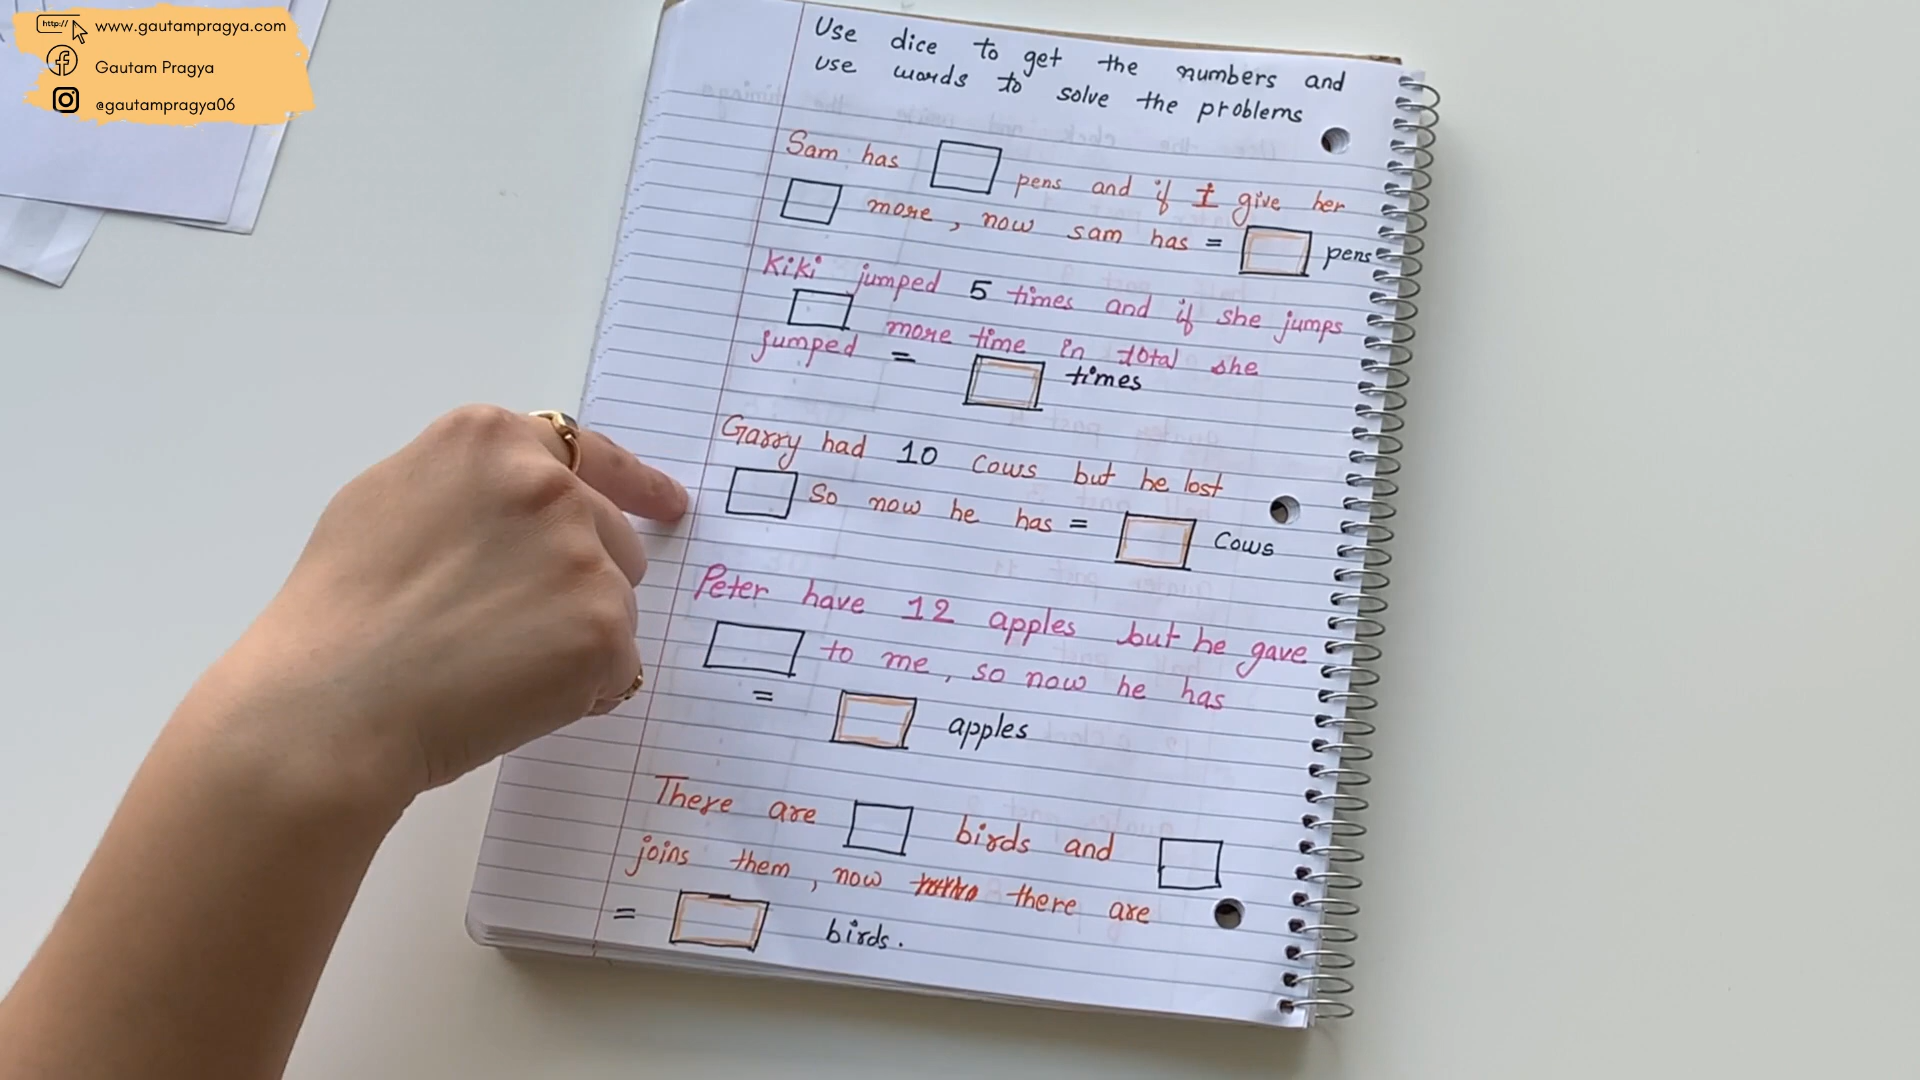 http://
www.gautampragya.com
Gautam Pragya
@gautampragya06
Use dice to get the numbers and
use words to solve the problems
Sam has pens and if I give her
more, now sam has = pens
Kiki jumped 5 times and if she jumps
more time in total she
jumped = times
Garry had 10 cows but he lost
So now he has = Cows
Peter have 12 apples but he gave
to me, so now he has
= apples
There are birds and
joins them, now there are
= birds.